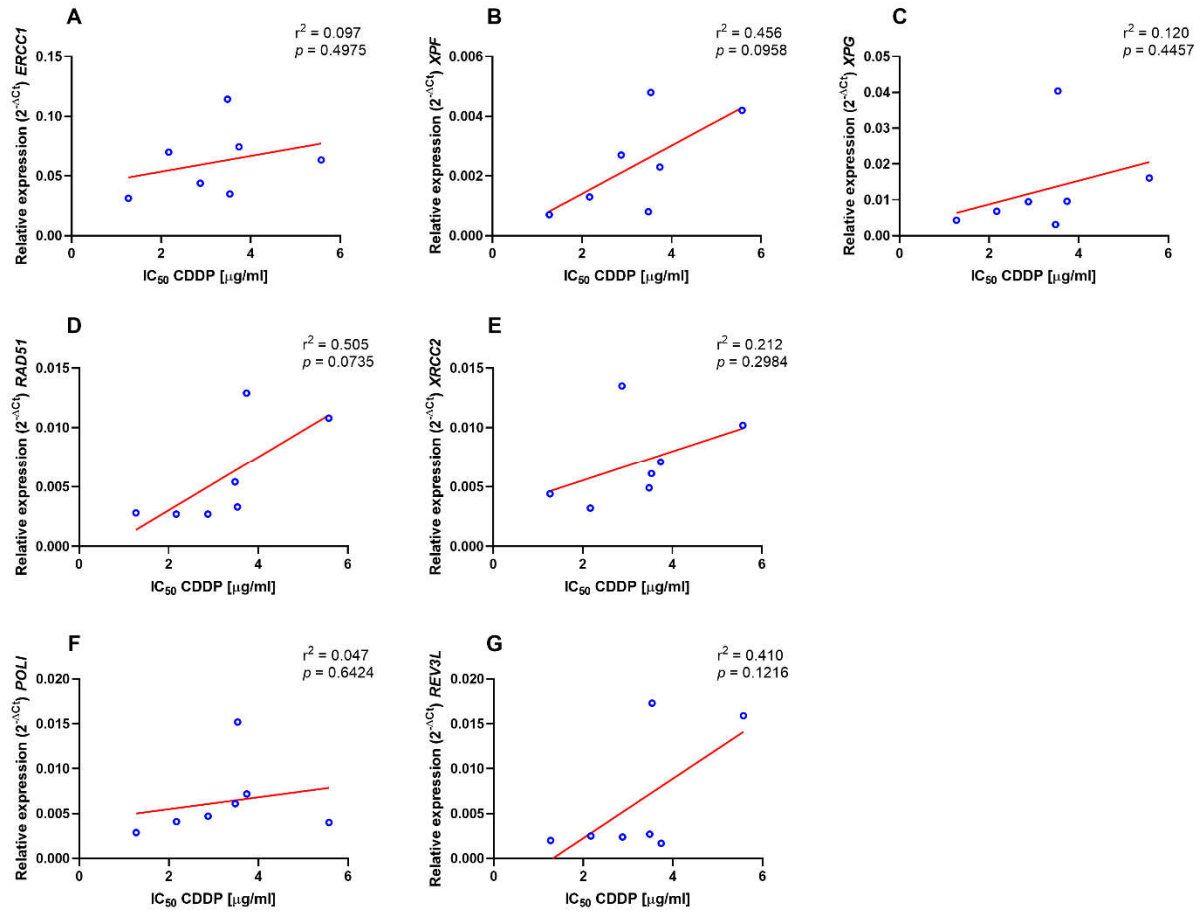 A
r² = 0.097
p = 0.4975
Relative expression (2^-ΔCt) ERCC1
0.15
0.10
0.05
0.00
0 2 4 6
IC₅₀ CDDP [μg/ml]
B
r² = 0.456
p = 0.0958
Relative expression (2^-ΔCt) XPF
0.006
0.004
0.002
0.000
0 2 4 6
IC₅₀ CDDP [μg/ml]
C
r² = 0.120
p = 0.4457
Relative expression (2^-ΔCt) XPG
0.05
0.04
0.03
0.02
0.01
0.00
0 2 4 6
IC₅₀ CDDP [μg/ml]
D
r² = 0.505
p = 0.0735
Relative expression (2^-ΔCt) RAD51
0.015
0.010
0.005
0.000
0 2 4 6
IC₅₀ CDDP [μg/ml]
E
r² = 0.212
p = 0.2984
Relative expression (2^-ΔCt) XRCC2
0.015
0.010
0.005
0.000
0 2 4 6
IC₅₀ CDDP [μg/ml]
F
r² = 0.047
p = 0.6424
Relative expression (2^-ΔCt) POLI
0.020
0.015
0.010
0.005
0.000
0 2 4 6
IC₅₀ CDDP [μg/ml]
G
r² = 0.410
p = 0.1216
Relative expression (2^-ΔCt) REV3L
0.020
0.015
0.010
0.005
0.000
0 2 4 6
IC₅₀ CDDP [μg/ml]